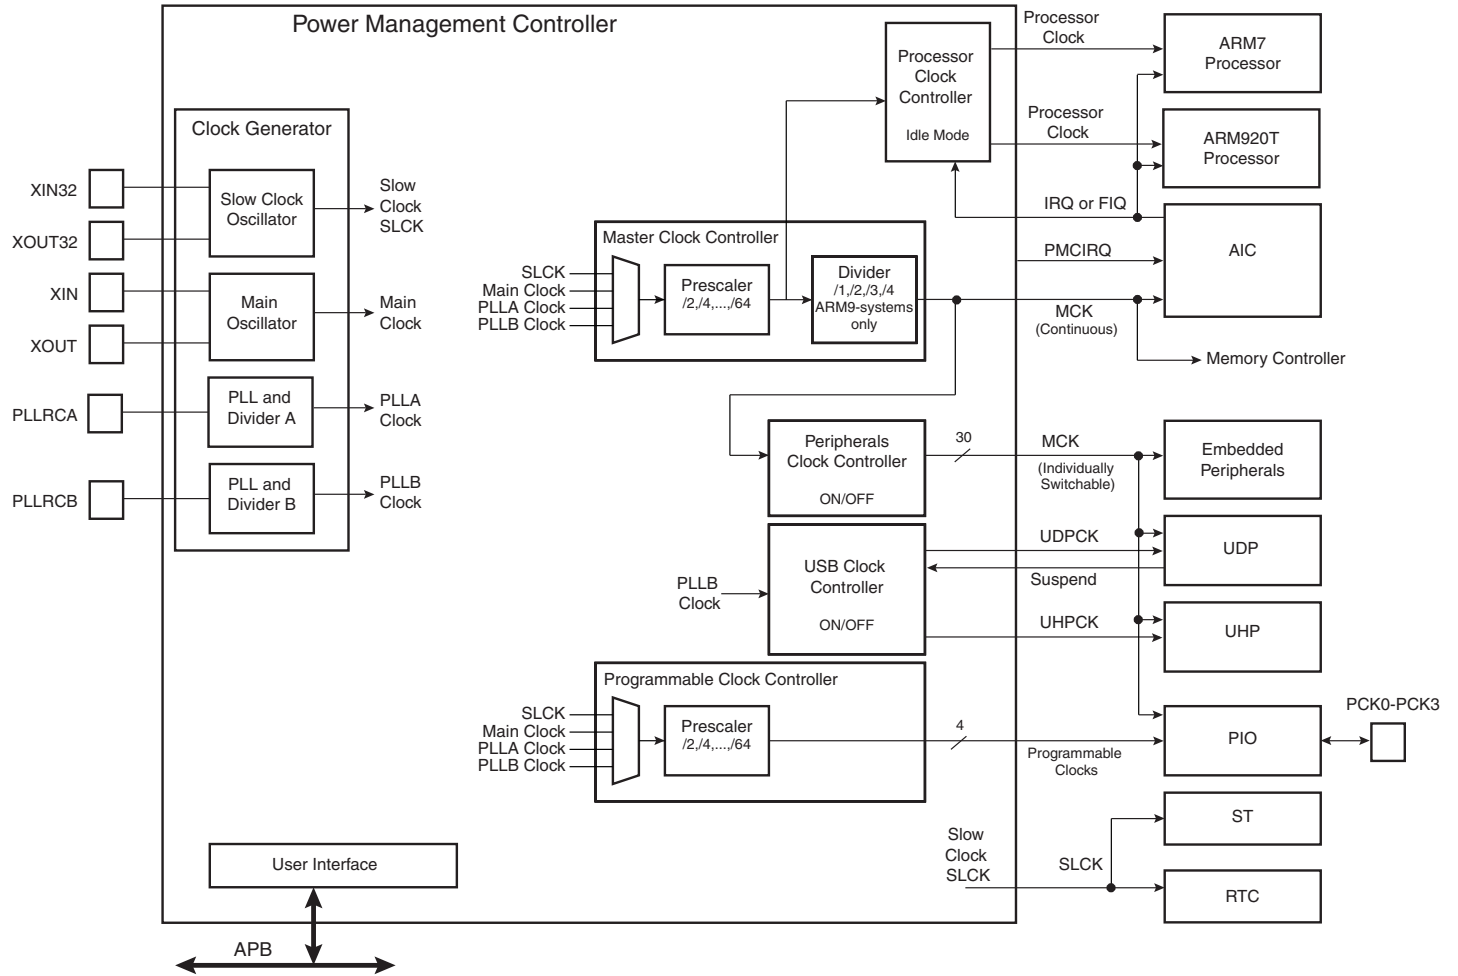 Power Management Controller
Clock Generator
XIN32
XOUT32
XIN
XOUT
PLLRCA
PLLRCB
Slow Clock
Oscillator
Main
Oscillator
PLL and
Divider A
PLL and
Divider B
Slow
Clock
SLCK
Main
Clock
PLLA
Clock
PLLB
Clock
Processor
Clock
Controller
Idle Mode
Master Clock Controller
SLCK
Main Clock
PLLA Clock
PLLB Clock
Prescaler
/2,/4,...,/64
Divider
/1,/2,/3,/4
ARM9-systems
only
Peripherals
Clock Controller
ON/OFF
USB Clock
Controller
ON/OFF
PLLB
Clock
Programmable Clock Controller
SLCK
Main Clock
PLLA Clock
PLLB Clock
Prescaler
/2,/4,...,/64
User Interface
APB
Processor
Clock
Processor
Clock
IRQ or FIQ
PMCIRQ
MCK
(Continuous)
Memory Controller
30
MCK
(Individually
Switchable)
UDPCK
Suspend
UHPCK
4
Programmable
Clocks
Slow
Clock
SLCK
SLCK
ARM7
Processor
ARM920T
Processor
AIC
Embedded
Peripherals
UDP
UHP
PIO
PCK0-PCK3
ST
RTC